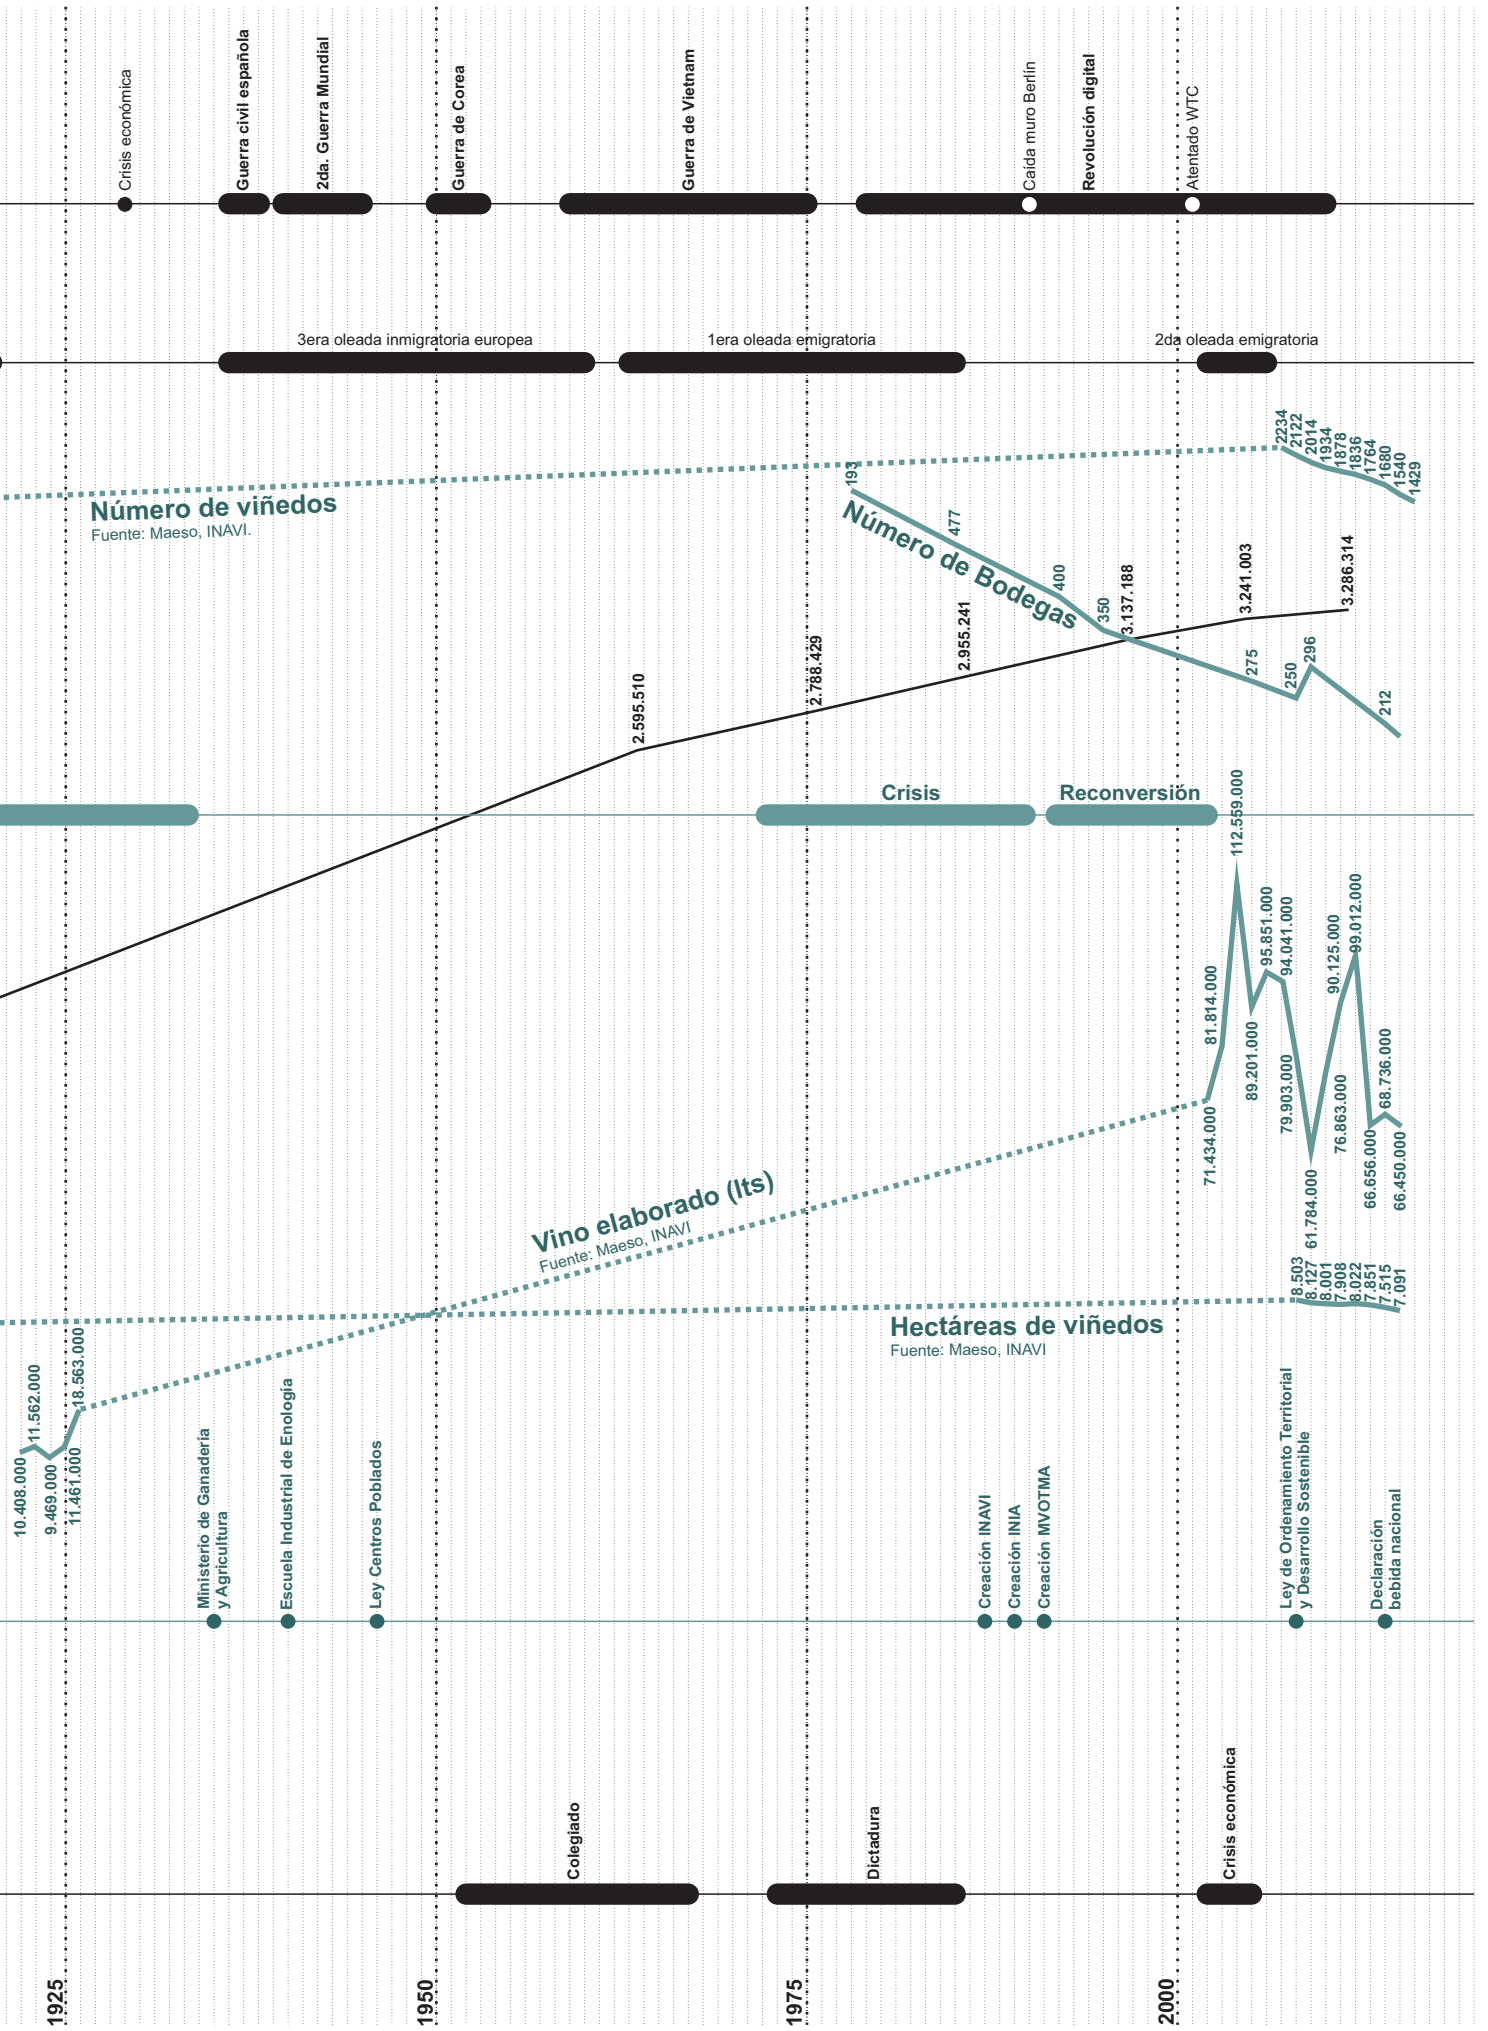 Crisis económica
Guerra civil española
2da. Guerra Mundial
Guerra de Corea
Guerra de Vietnam
Caída muro Berlín
Revolución digital
Atentado WTC
3era oleada inmigratoria europea
1era oleada emigratoria
2da oleada emigratoria
2234
2122
2014
1934
1878
1836
1764
1680
1540
1429
Número de viñedos
Fuente: Maeso, INAVI.
193
477
400
350
275
250
296
212
Número de Bodegas
2.595.510
2.788.429
2.955.241
3.137.188
3.241.003
3.286.314
Crisis
Reconversión
71.434.000
81.814.000
112.559.000
89.201.000
95.851.000
94.041.000
79.903.000
61.784.000
76.863.000
90.125.000
99.012.000
66.656.000
68.736.000
66.450.000
Vino elaborado (lts)
Fuente: Maeso, INAVI
8.503
8.127
8.001
7.908
8.022
7.851
7.515
7.091
Hectáreas de viñedos
Fuente: Maeso, INAVI
10.408.000
11.562.000
9.469.000
11.461.000
18.563.000
Ministerio de Ganadería
y Agricultura
Escuela Industrial de Enología
Ley Centros Poblados
Creación INAVI
Creación INIA
Creación MVOTMA
Ley de Ordenamiento Territorial
y Desarrollo Sostenible
Declaración
bebida nacional
Colegiado
Dictadura
Crisis económica
1925
1950
1975
2000